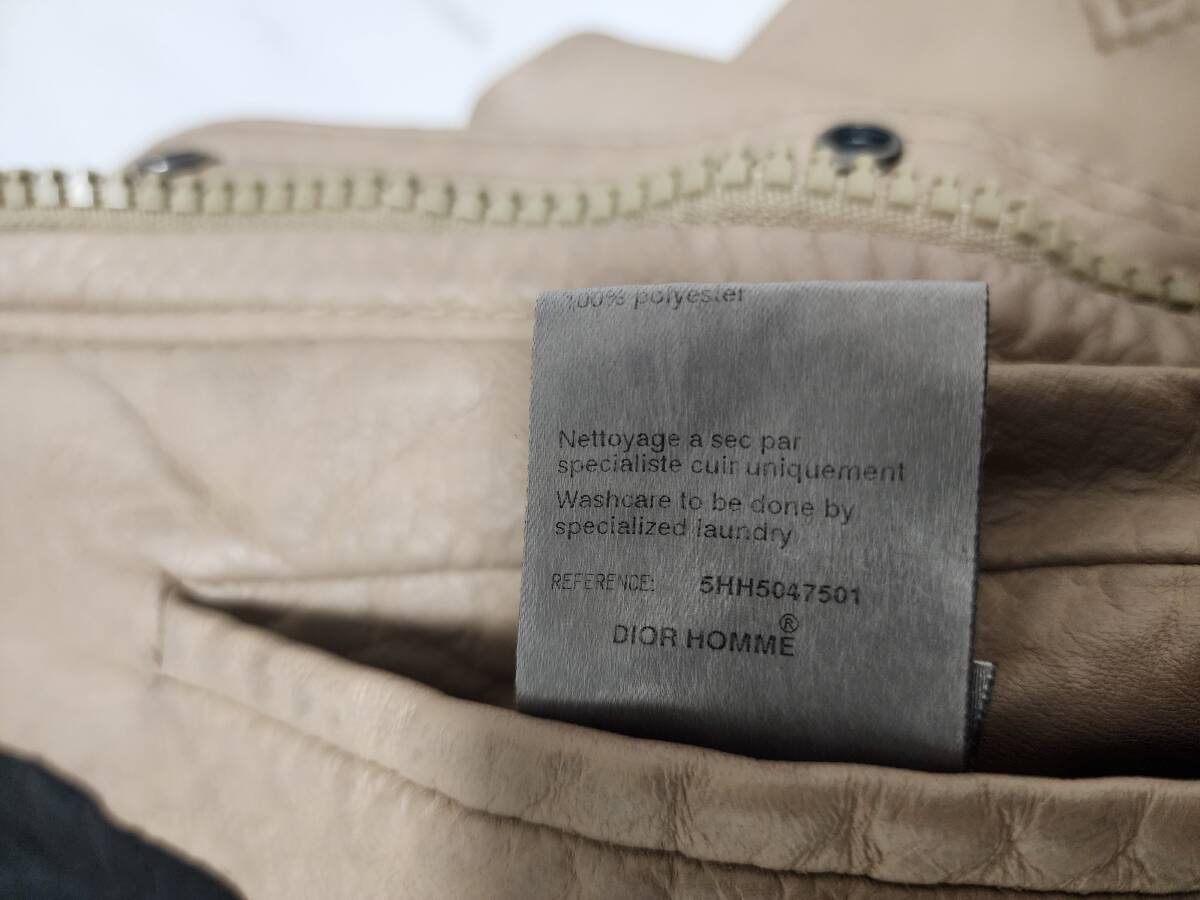 100% polyester
Nettoyage a sec par
specialiste cuir uniquement
Washcare to be done by
specialized laundry
REFERENCE: 5HH5047501
DIOR HOMME®